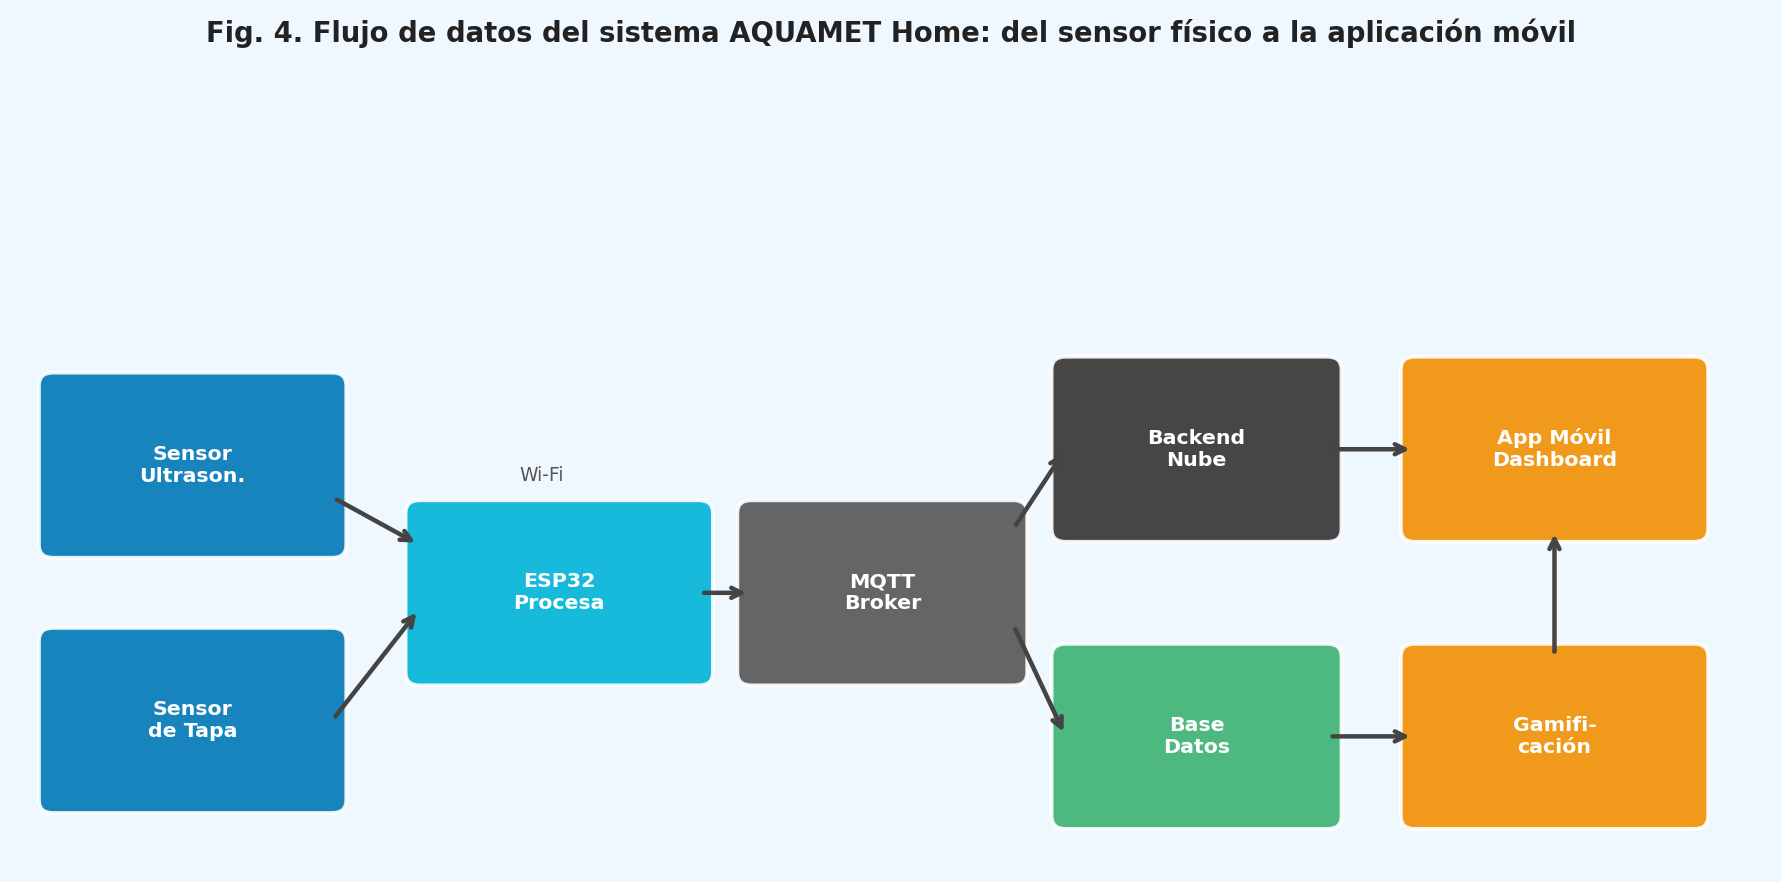 Fig. 4. Flujo de datos del sistema AQUAMET Home: del sensor físico a la aplicación móvil
Sensor
Ultrason.
Sensor
de Tapa
Wi-Fi
ESP32
Procesa
MQTT
Broker
Backend
Nube
App Móvil
Dashboard
Base
Datos
Gamifi-
cación